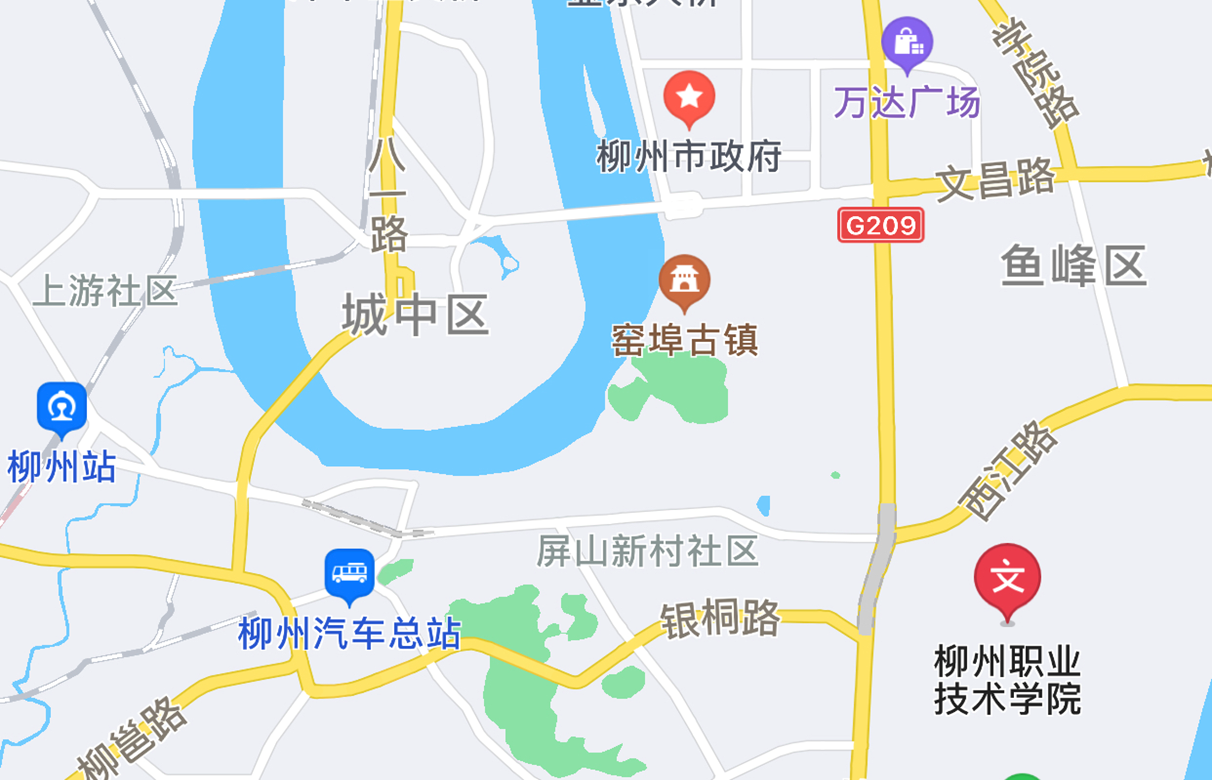 学院路
万达广场
柳州市政府
八一路
文昌路
G209
鱼峰区
上游社区
城中区
窑埠古镇
柳州站
西江路
屏山新村社区
文
银桐路
柳州汽车总站
柳州职业
技术学院
柳邕路